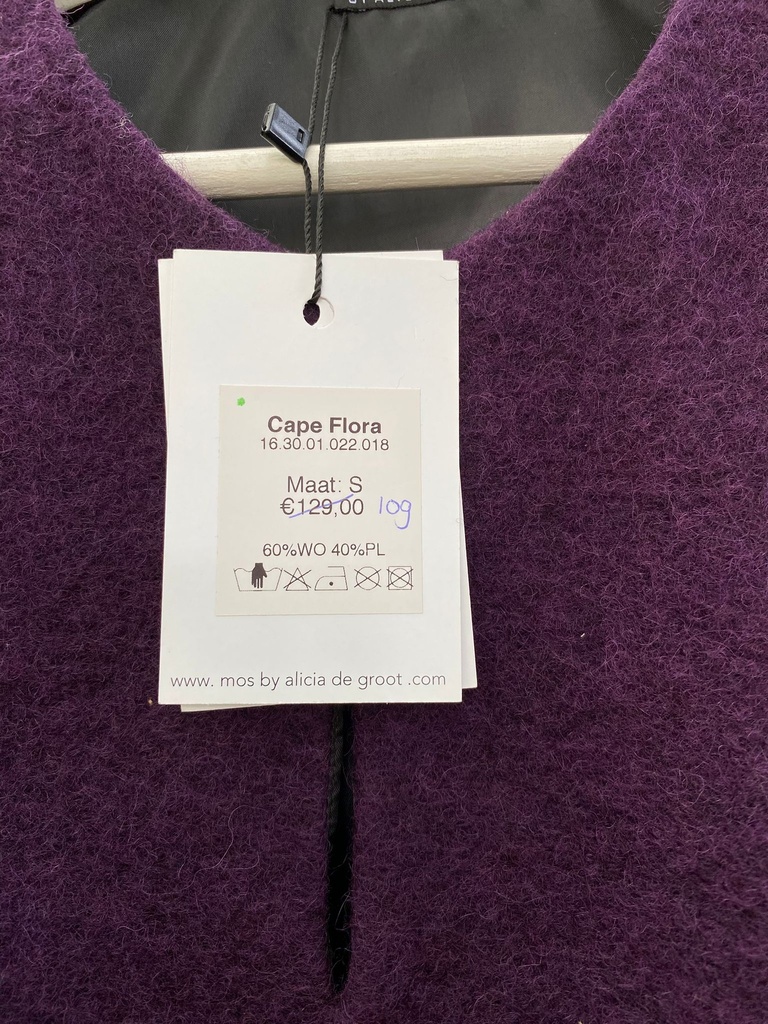 Cape Flora
16.30.01.022.018
Maat: S
€129,00 109
60%WO 40%PL
www. mos by alicia de groot .com